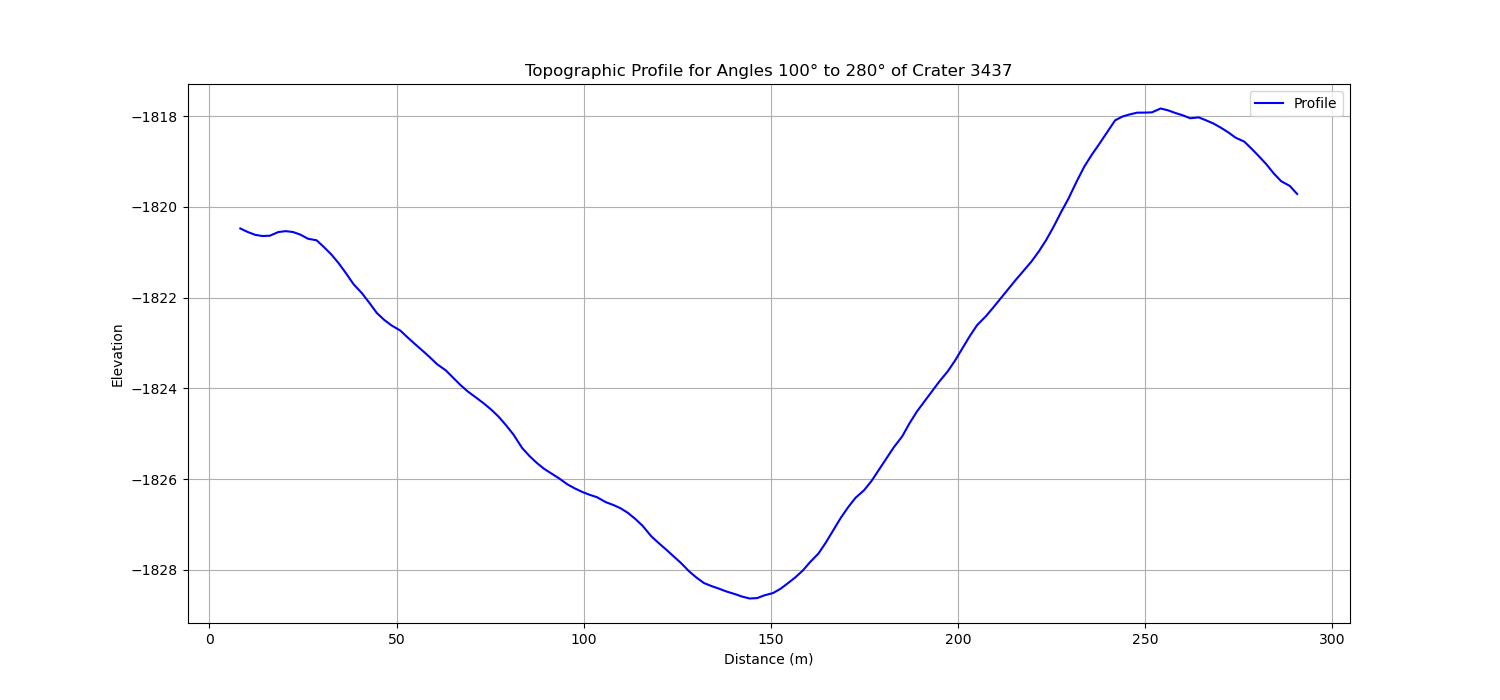 Topographic Profile for Angles 100° to 280° of Crater 3437
Profile
−1818
−1820
−1822
−1824
−1826
−1828
Elevation
0 50 100 150 200 250 300
Distance (m)